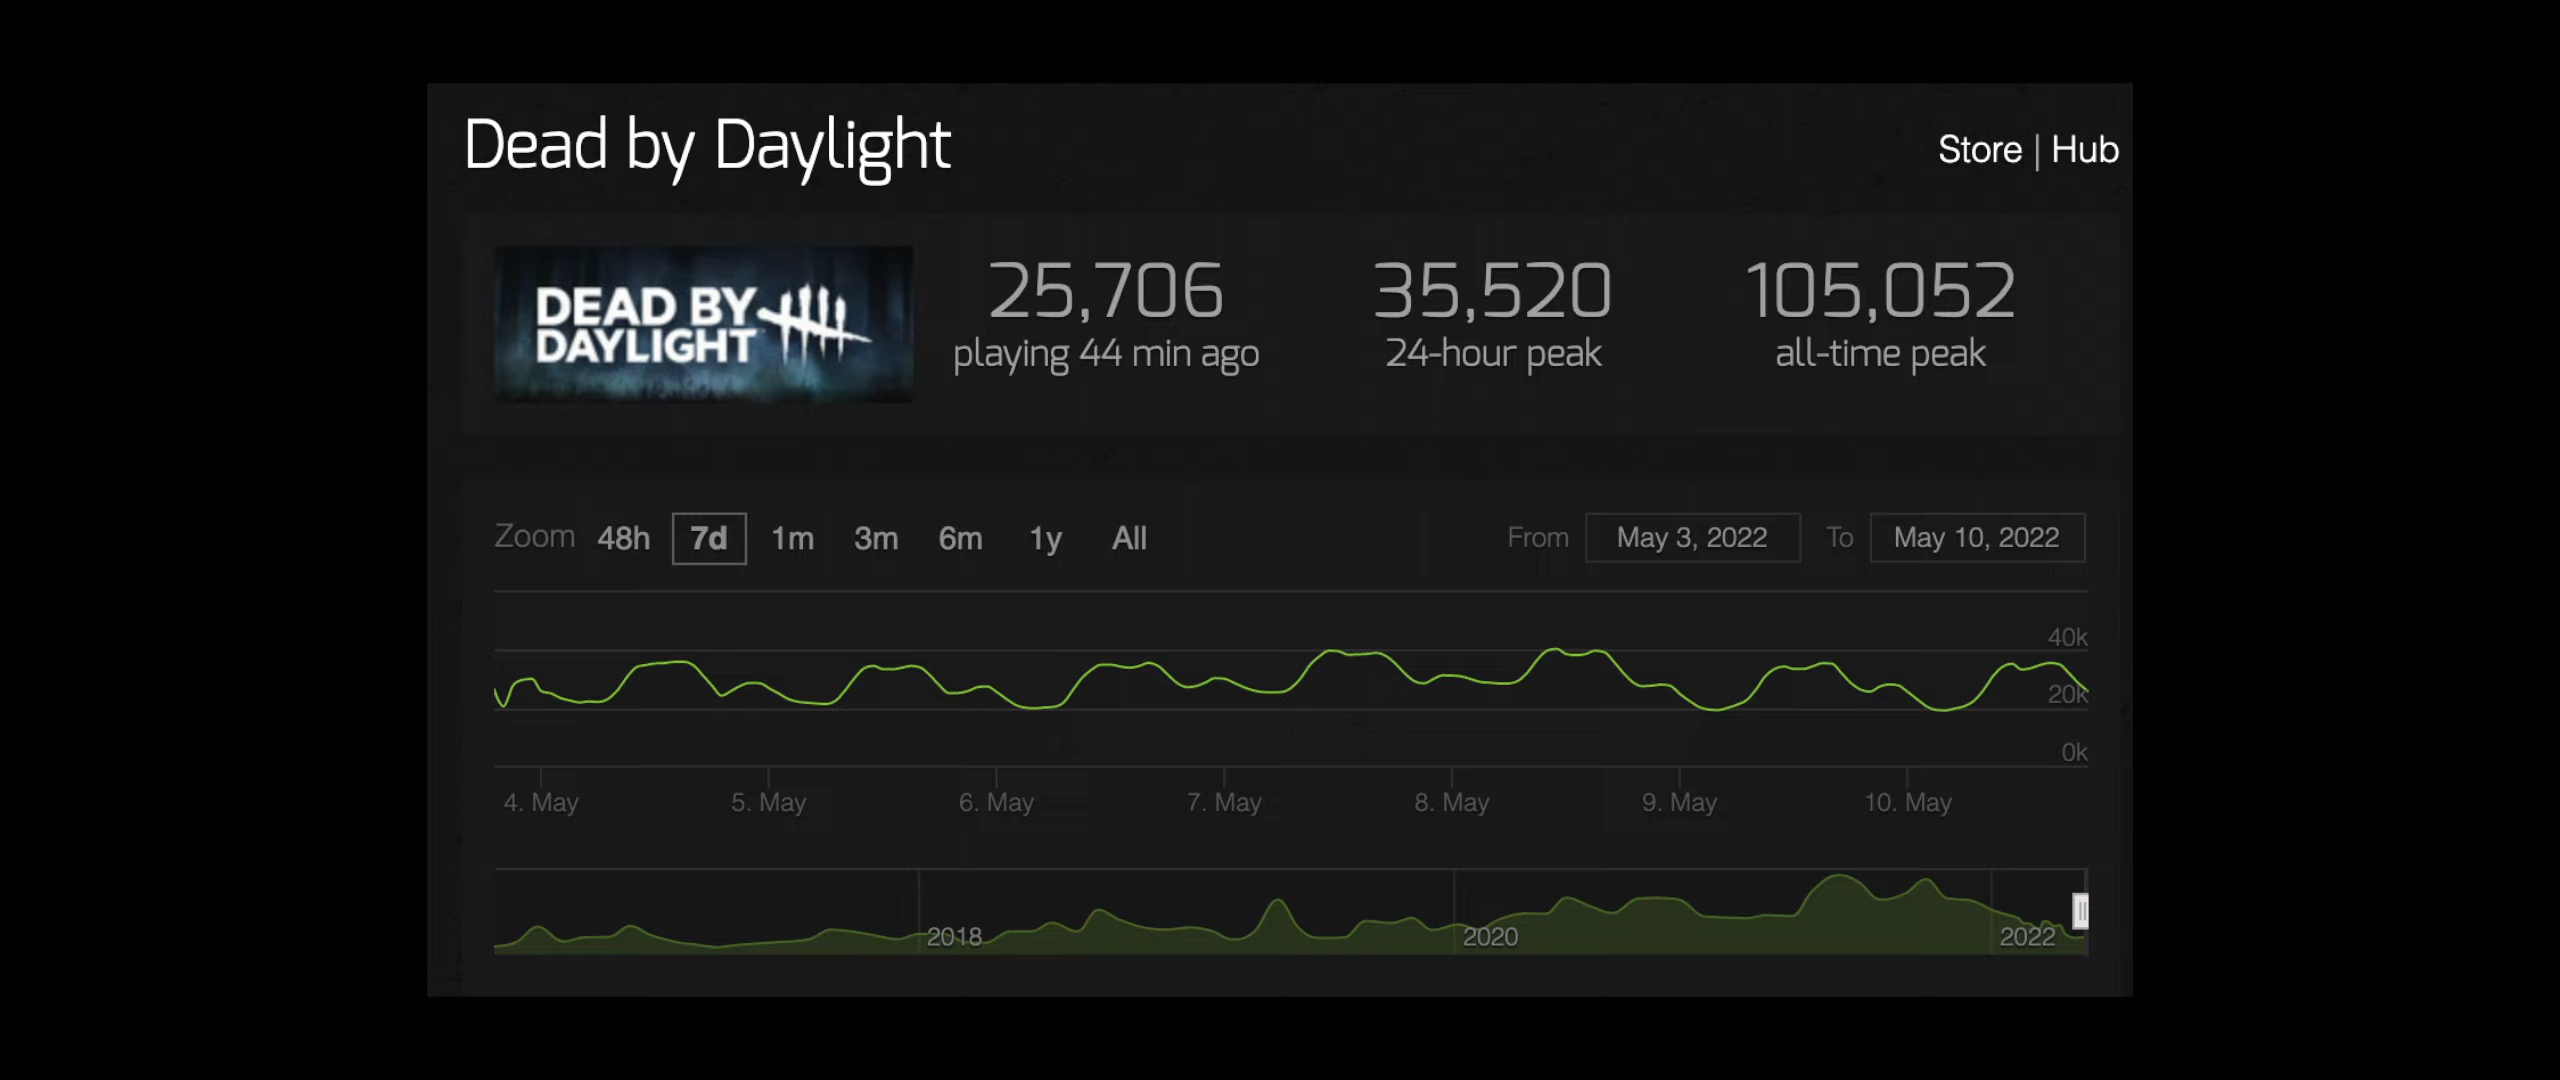 Dead by Daylight
Store | Hub
DEAD BY
DAYLIGHT
25,706
playing 44 min ago
35,520
24-hour peak
105,052
all-time peak
Zoom 48h 7d 1m 3m 6m 1y All
From May 3, 2022 To May 10, 2022
40k
20k
0k
4. May 5. May 6. May 7. May 8. May 9. May 10. May
2018 2020 2022